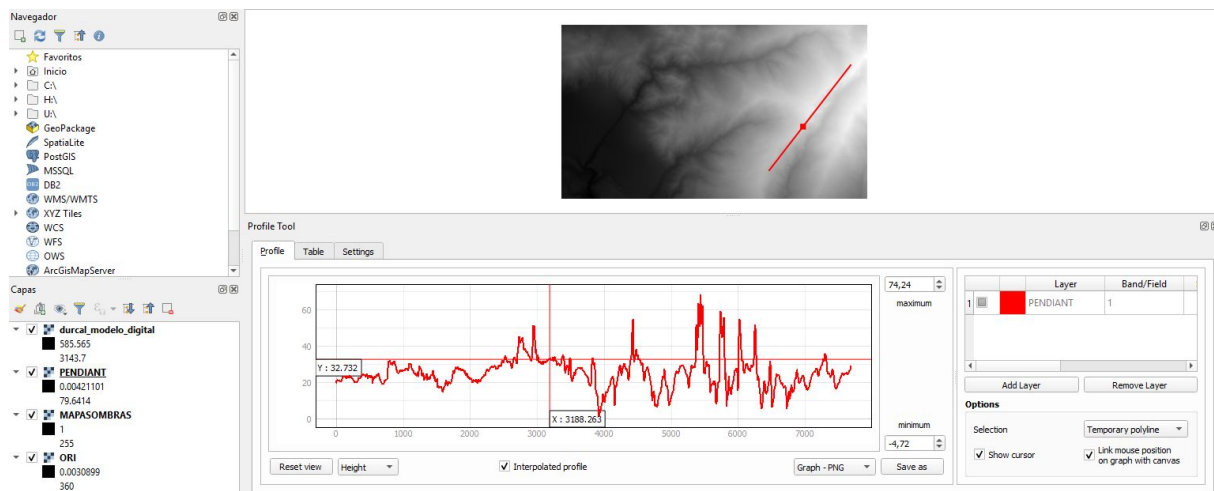 Navegador
Favoritos
Inicio
C:\
H:\
U:\
GeoPackage
SpatiaLite
PostGIS
MSSQL
DB2
WMS/WMTS
XYZ Tiles
WCS
WFS
OWS
ArcGisMapServer
Capas
durcal_modelo_digital
585.565
3143.7
PENDIANT
0.00421101
79.6414
MAPASOMBRAS
1
255
ORI
0.0030899
360
Profile Tool
Profile Table Settings
60
40
20
0
Y : 32.732
X : 3188.263
0 1000 2000 3000 4000 5000 6000 7000
74,24
maximum
minimum
-4,72
Reset view Height Interpolated profile Graph - PNG Save as
Layer Band/Field
1 PENDIANT 1
Add Layer Remove Layer
Options
Selection Temporary polyline
Show cursor Link mouse position
on graph with canvas